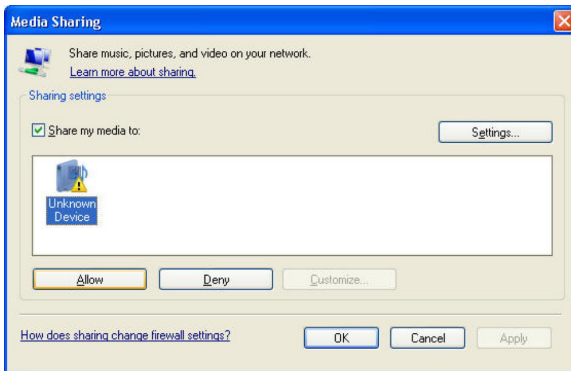 Media Sharing
Share music, pictures, and video on your network.
Learn more about sharing.
Sharing settings
Share my media to:
Settings...
Unknown
Device
Allow
Deny
Customize...
How does sharing change firewall settings?
OK
Cancel
Apply